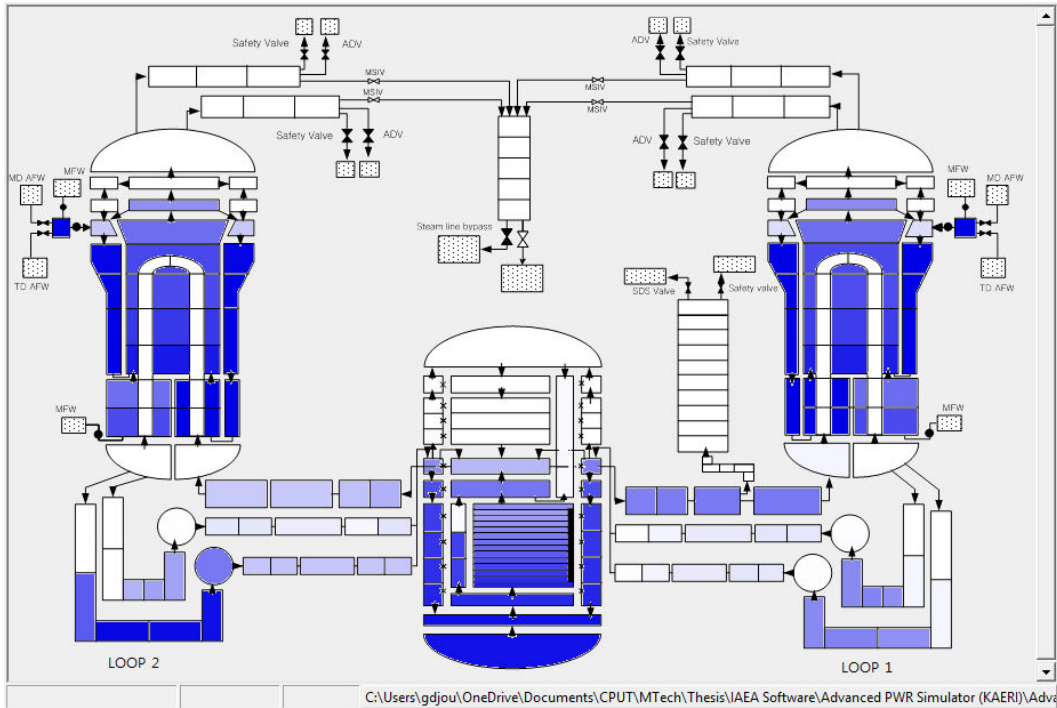 Safety Valve
ADV
ADV
Safety Valve
MSIV
MSIV
MSIV
MSIV
Safety Valve
ADV
ADV
Safety Valve
MD AFW
MFW
MFW
MD AFW
Steam line bypass
TD AFW
TD AFW
SDS Valve
Safety valve
MFW
MFW
LOOP 2
LOOP 1
C:\Users\gdjou\OneDrive\Documents\CPUT\MTech\Thesis\IAEA Software\Advanced PWR Simulator (KAERI)\Adva